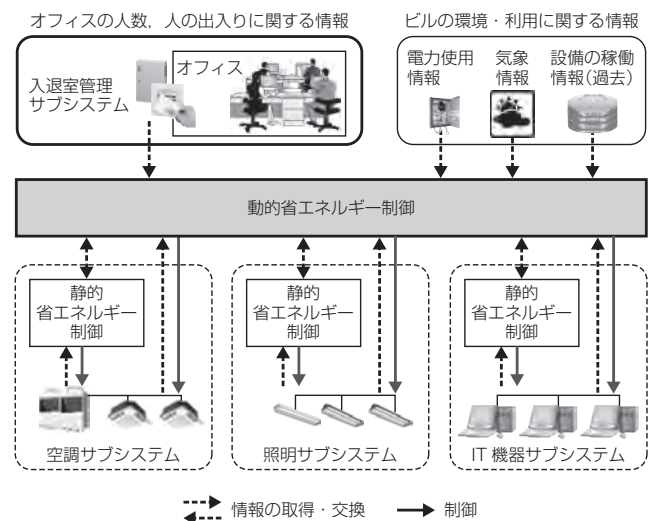 オフィスの人数，人の出入りに関する情報
ビルの環境・利用に関する情報
入退室管理
サブシステム
オフィス
電力使用
情報
気象
情報
設備の稼働
情報（過去）
動的省エネルギー制御
静的
省エネルギー
制御
静的
省エネルギー
制御
静的
省エネルギー
制御
空調サブシステム
照明サブシステム
IT 機器サブシステム
情報の取得・交換
制御